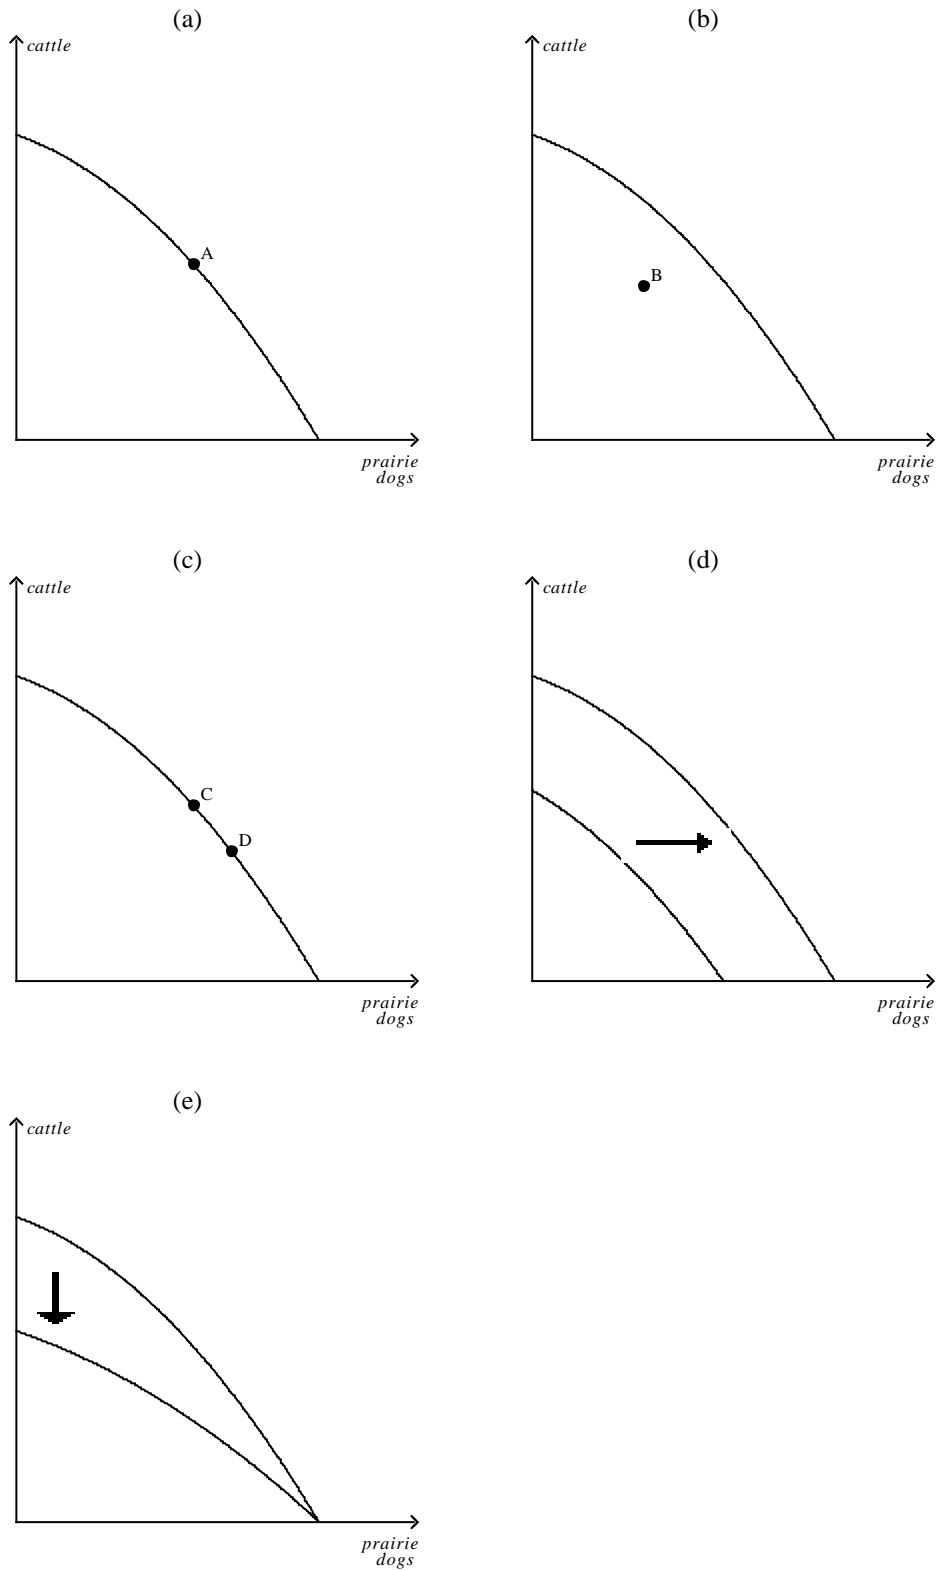 (a)
cattle
A
prairie
dogs
(b)
cattle
B
prairie
dogs
(c)
cattle
C
D
prairie
dogs
(d)
cattle
prairie
dogs
(e)
cattle
prairie
dogs